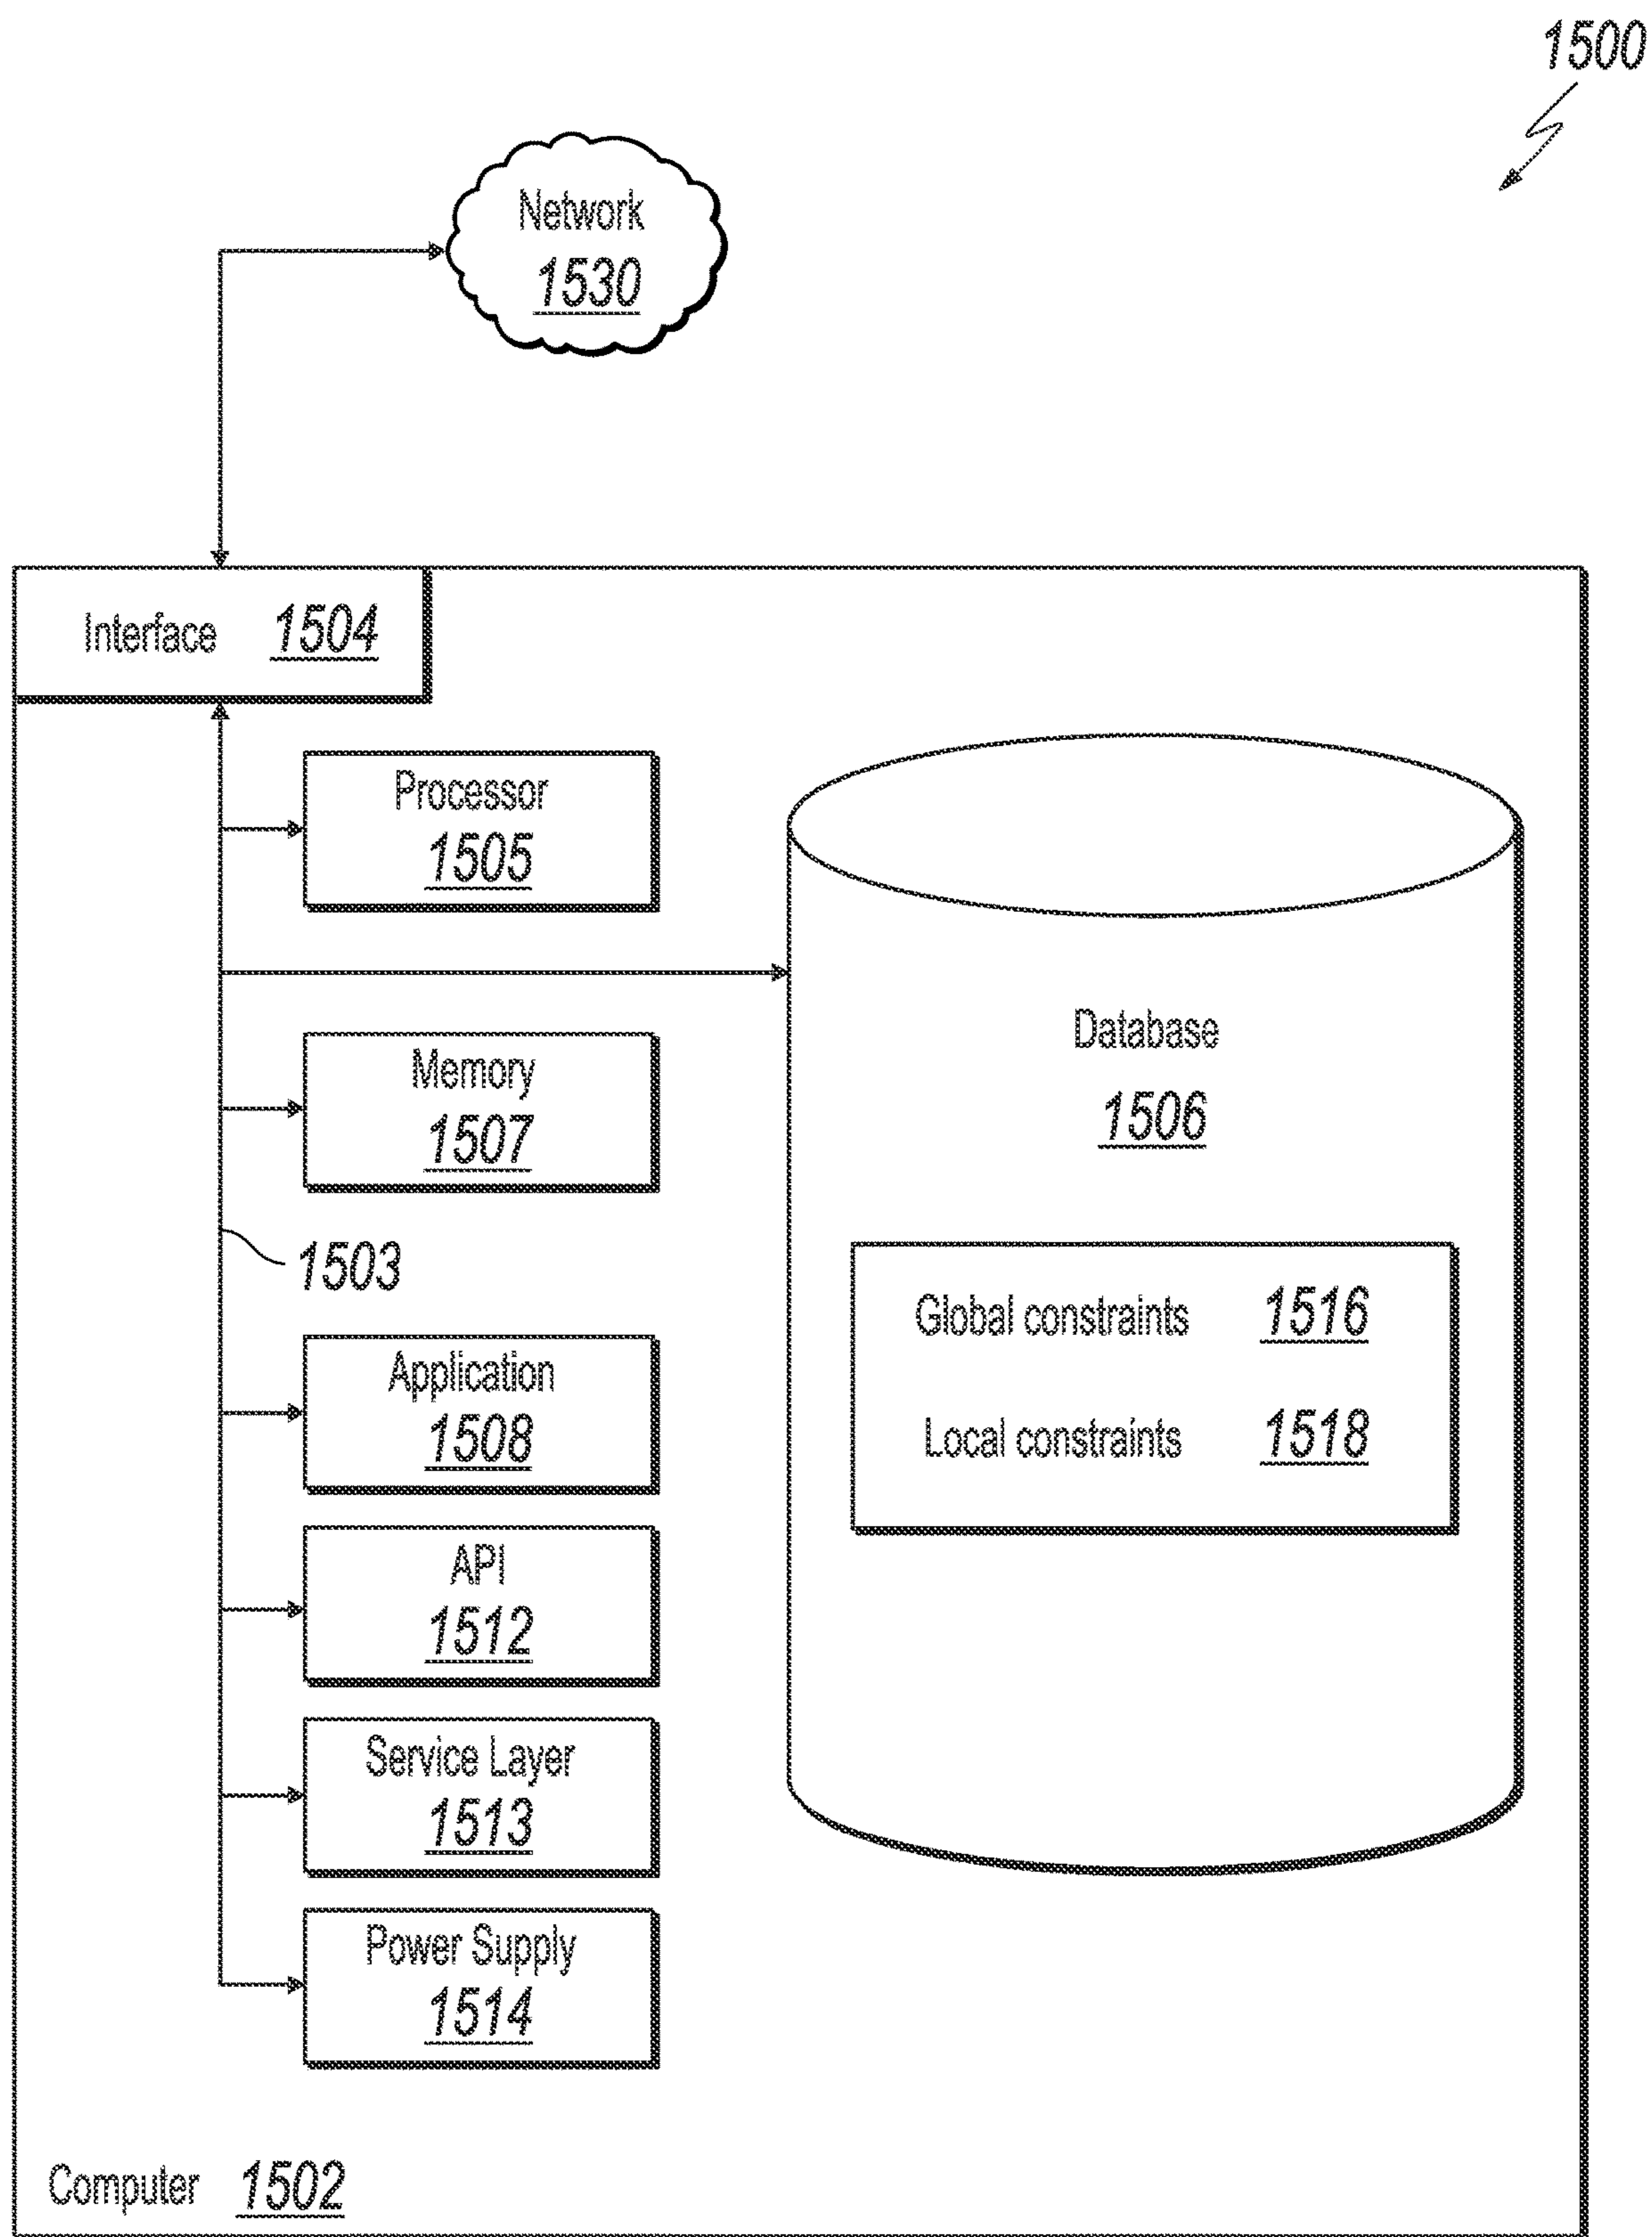 1500
Network
1530
Interface 1504
Processor
1505
Memory
1507
1503
Application
1508
API
1512
Service Layer
1513
Power Supply
1514
Database
1506
Global constraints 1516
Local constraints 1518
Computer 1502